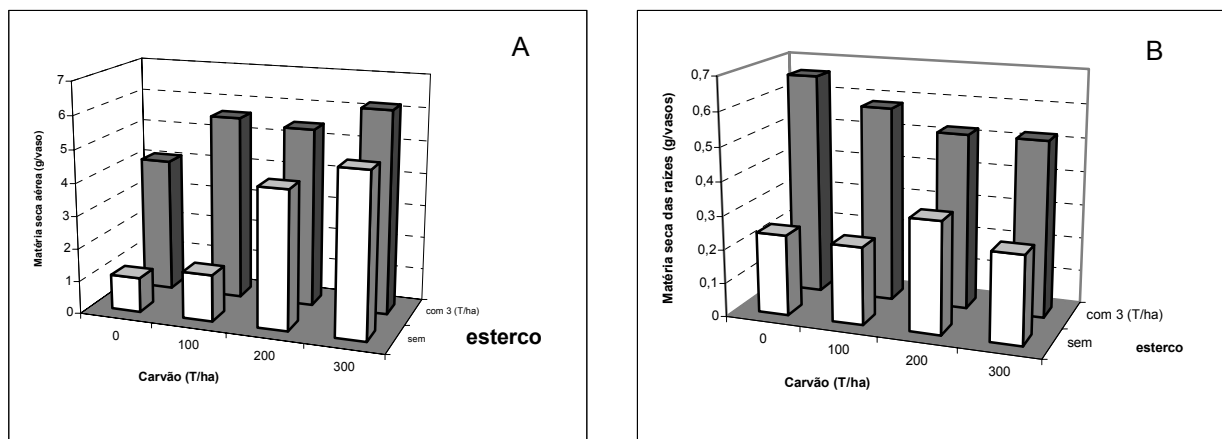 A
Matéria seca aérea (g/vaso)
7
6
5
4
3
2
1
0
0
100
200
300
Carvão (T/ha)
com 3 (T/ha)
sem
esterco
B
Matéria seca das raizes (g/vasos)
0,7
0,6
0,5
0,4
0,3
0,2
0,1
0
0
100
200
300
Carvão (T/ha)
com 3 (T/ha)
sem
esterco